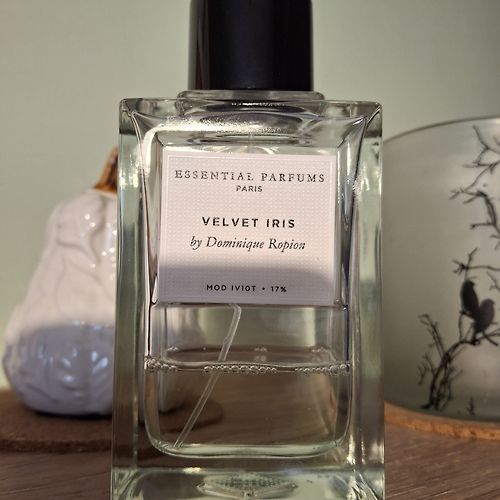 ESSENTIAL PARFUMS
PARIS
VELVET IRIS
by Dominique Ropion
MOD IV10T • 17%